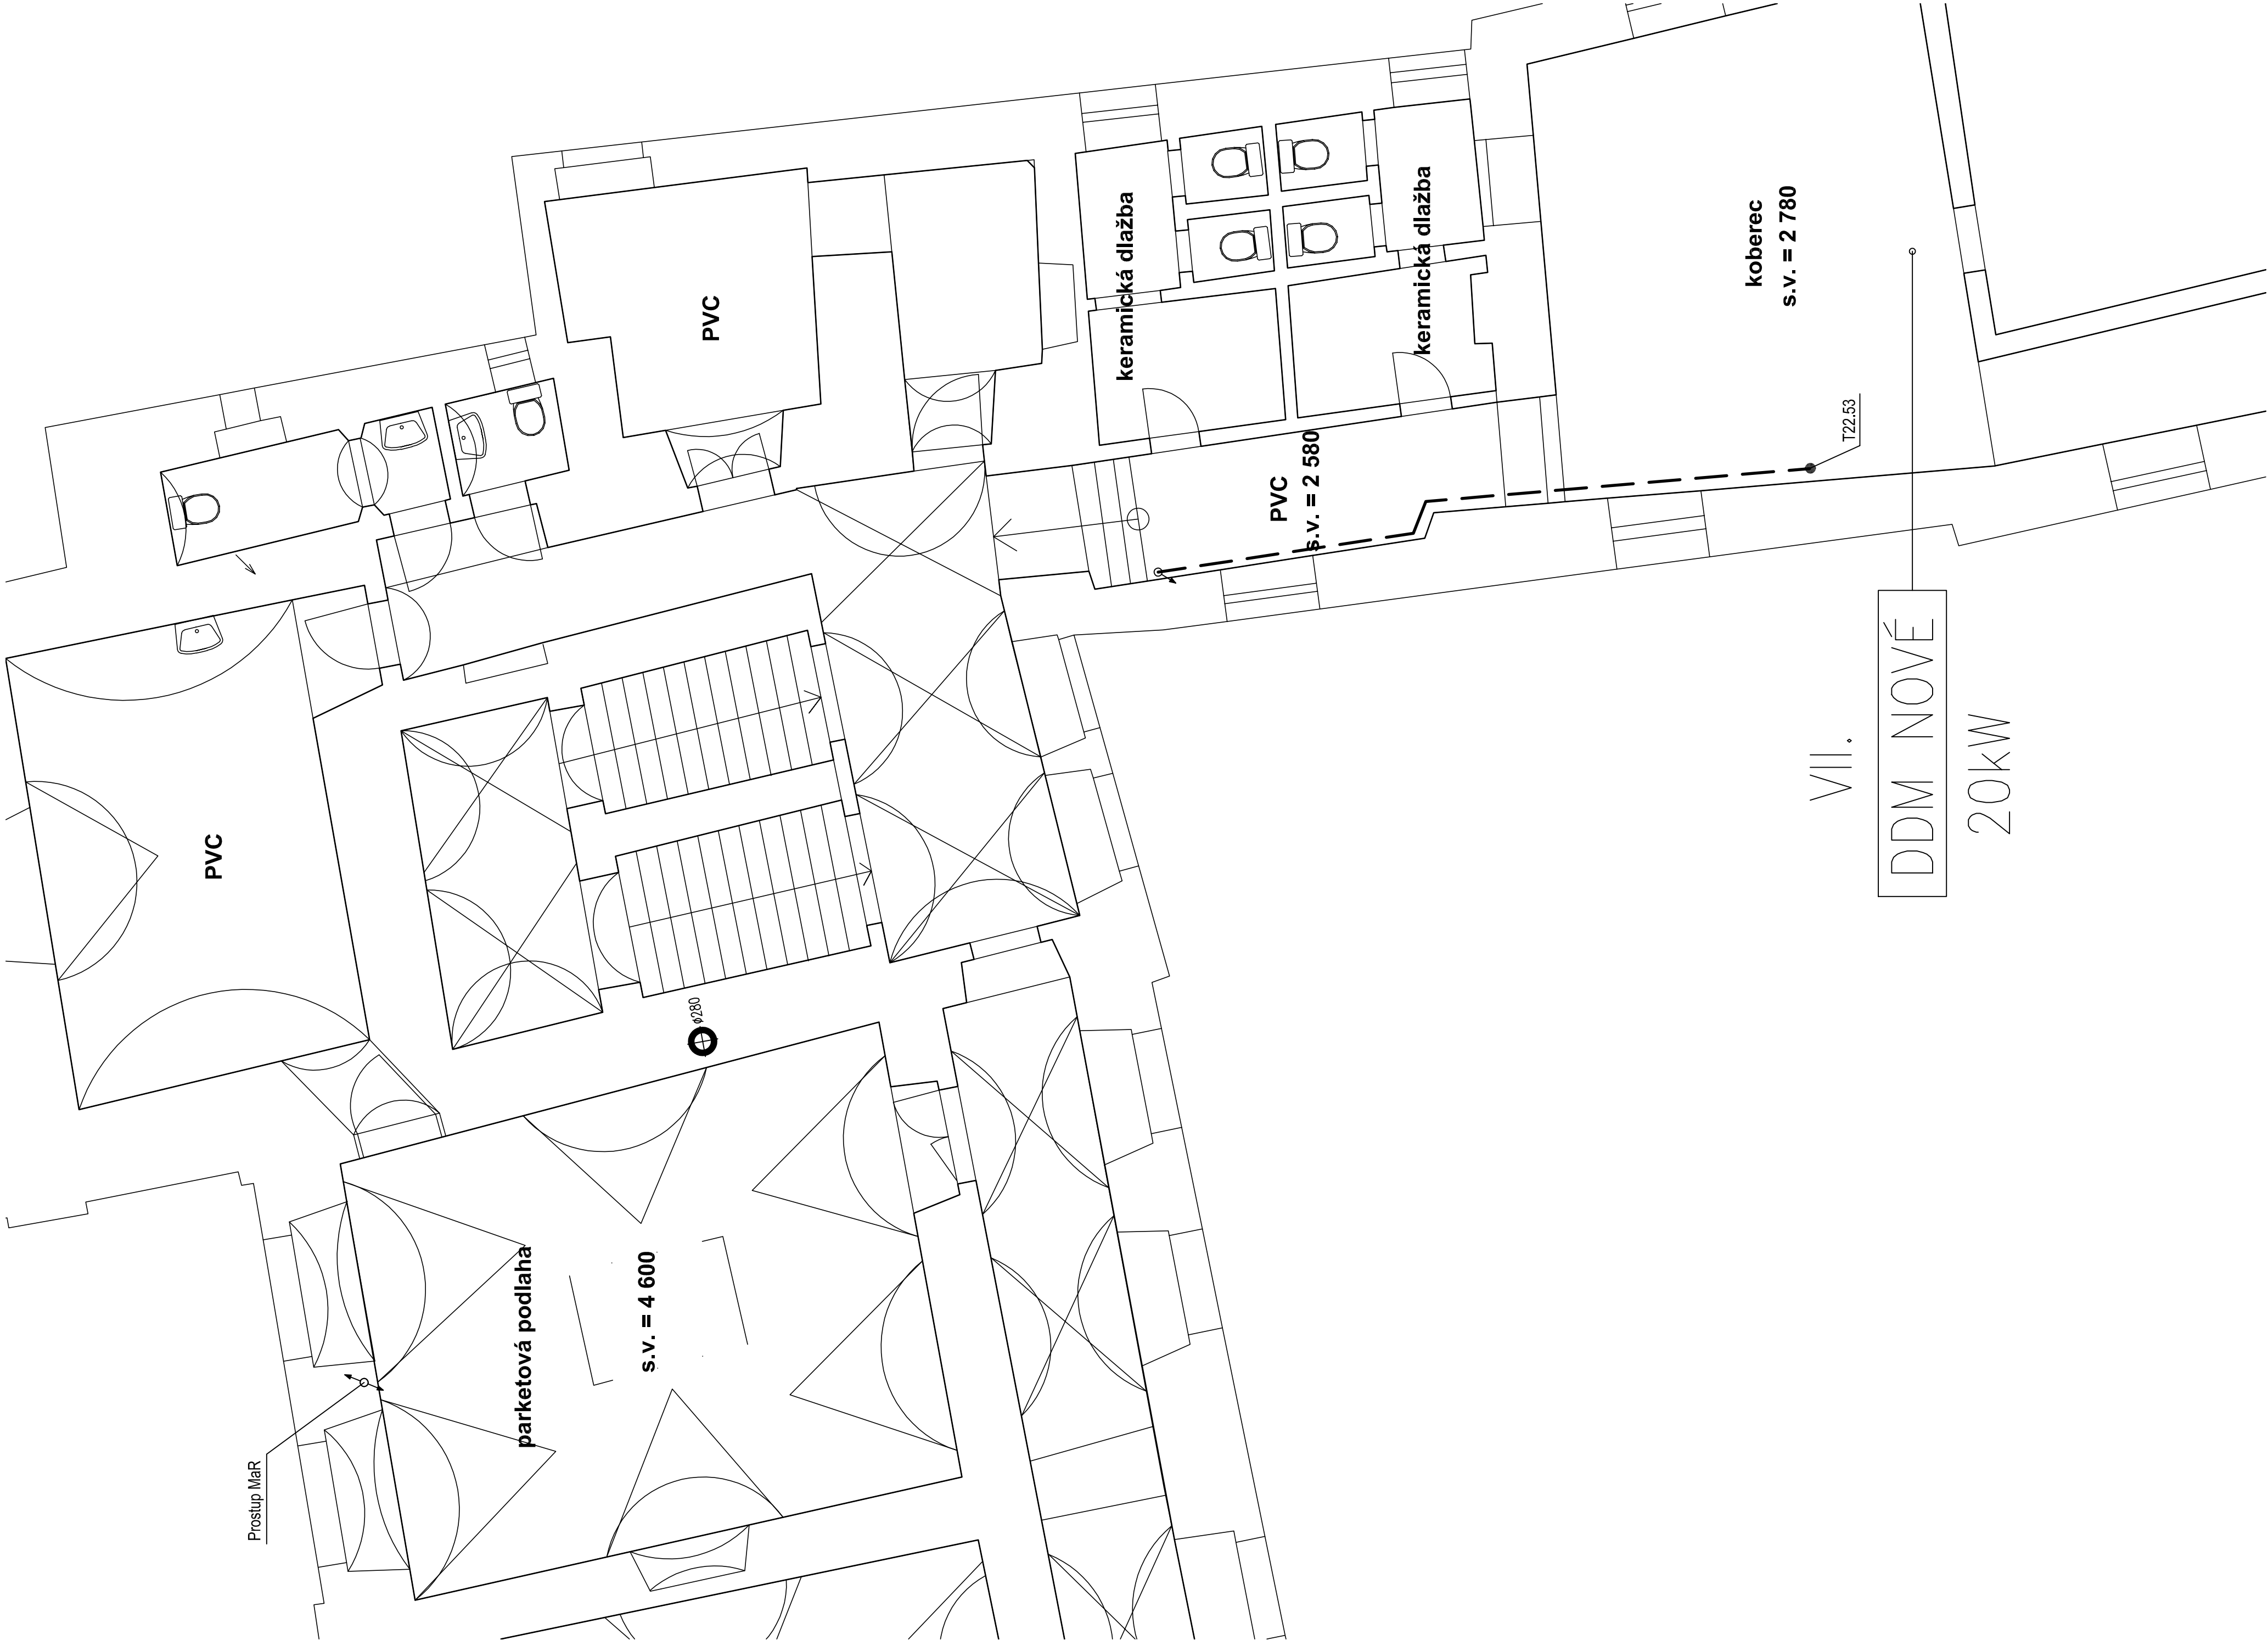 PVC
keramická dlažba
keramická dlažba
koberec
s.v. = 2 780
T22.53
PVC
s.v. = 2 580
VII.
DDM NOVÉ
20kW
PVC
ϕ280
parketová podlaha
s.v. = 4 600
Prostup MaR